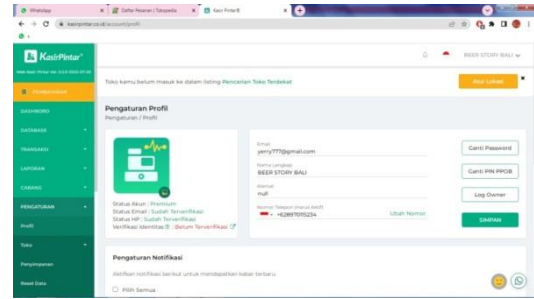 WhatsApp
Daftar Pesanan | Tokopedia
Kasir Pintar®
kasirpintar.co.id/account/profil
KasirPintar®
BEER STORY BALI
Toko kamu belum masuk ke dalam listing Pencarian Toko Terdekat
Atur Lokasi
DASHBOARD
DATABASE
TRANSAKSI
LAPORAN
CABANG
PENGATURAN
Profil
Toko
Penyimpanan
Reset Data
Pengaturan Profil
Pengaturan / Profil
Status Akun : Premium
Status Email : Sudah Terverifikasi
Status HP : Sudah Terverifikasi
Verifikasi Identitas : Belum Terverifikasi
Email
yerry777@gmail.com
Nama Lengkap
BEER STORY BALI
Alamat
null
Nomor Telepon (Harus Aktif)
+628970115234
Ubah Nomor
Ganti Password
Ganti PIN PPOB
Log Owner
SIMPAN
Pengaturan Notifikasi
Aktifkan notifikasi berikut untuk mendapatkan kabar terbaru
Pilih Semua